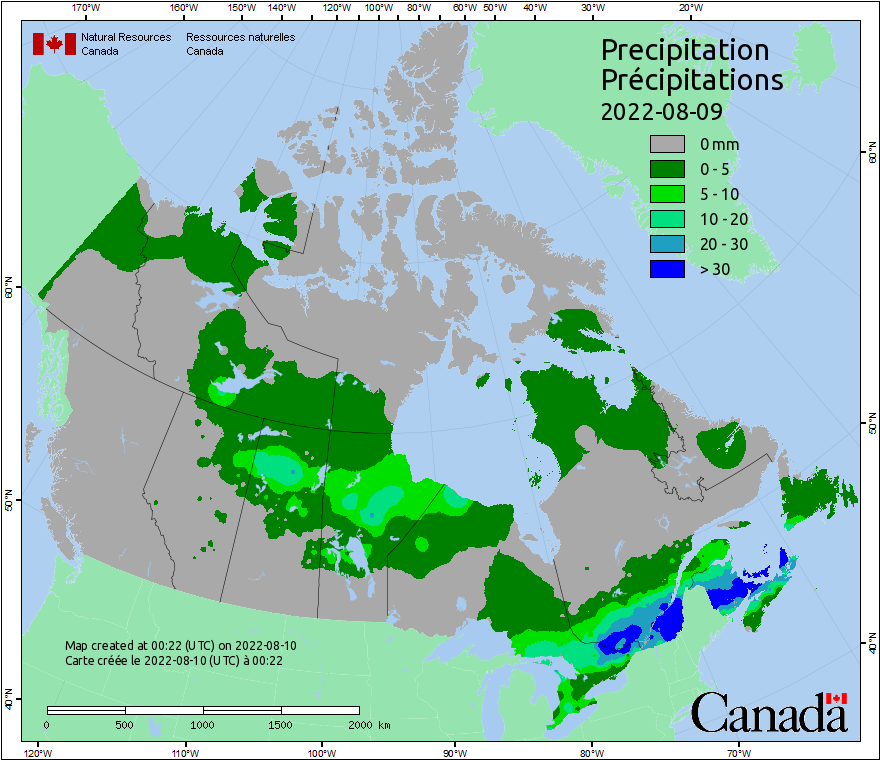 170°W 160°W 150°W 140°W 120°W 100°W 80°W 60°W 50°W 40°W 30°W 20°W
Natural Resources Ressources naturelles
Canada Canada
Precipitation
Précipitations
2022-08-09
0 mm
0 - 5
5 - 10
10 - 20
20 - 30
> 30
60°N 60°N
50°N 50°N
40°N 40°N
Map created at 00:22 (UTC) on 2022-08-10
Carte créée le 2022-08-10 (UTC) à 00:22
0 500 1000 1500 2000 km
Canada
120°W 110°W 100°W 90°W 80°W 70°W